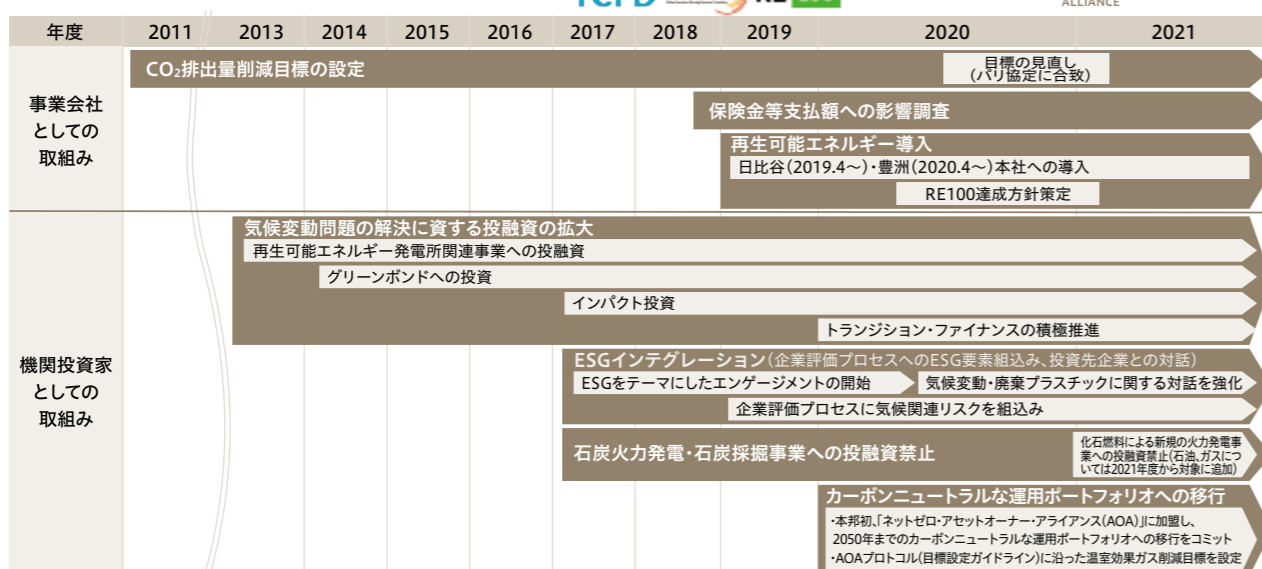 ALLIANCE
年度 2011 2013 2014 2015 2016 2017 2018 2019 2020 2021
事業会社
としての
取組み
CO₂排出量削減目標の設定
目標の見直し
(パリ協定に合致)
保険金等支払額への影響調査
再生可能エネルギー導入
日比谷(2019.4～)・豊洲(2020.4～)本社への導入
RE100達成方針策定
機関投資家
としての
取組み
気候変動問題の解決に資する投融資の拡大
再生可能エネルギー発電所関連事業への投融資
グリーンボンドへの投資
インパクト投資
トランジション・ファイナンスの積極推進
ESGインテグレーション(企業評価プロセスへのESG要素組込み、投資先企業との対話)
ESGをテーマにしたエンゲージメントの開始
気候変動・廃棄プラスチックに関する対話を強化
企業評価プロセスに気候関連リスクを組込み
石炭火力発電・石炭採掘事業への投融資禁止
化石燃料による新規の火力発電事
業への投融資禁止(石油、ガスにつ
いては2021年度から対象に追加)
カーボンニュートラルな運用ポートフォリオへの移行
・本邦初、「ネットゼロ・アセットオーナー・アライアンス(AOA)」に加盟し、
2050年までのカーボンニュートラルな運用ポートフォリオへの移行をコミット
・AOAプロトコル(目標設定ガイドライン)に沿った温室効果ガス削減目標を設定